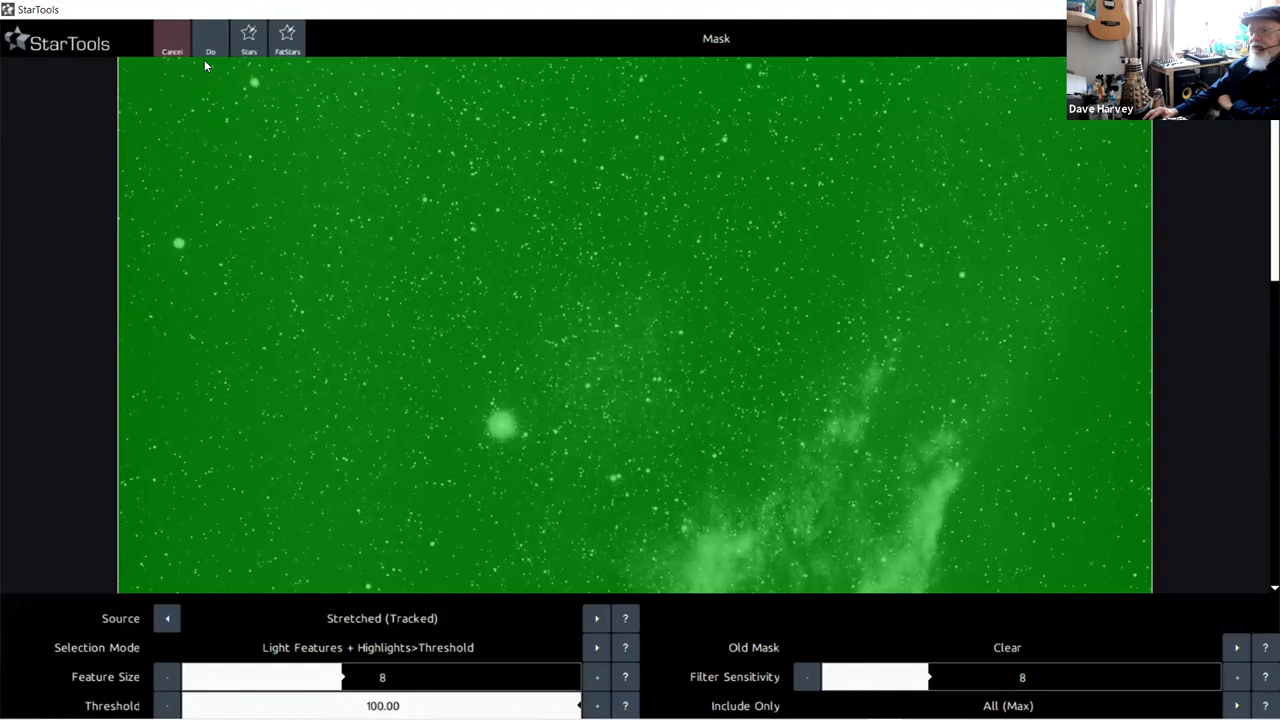 StarTools
StarTools
Cancel
Do
Stars
FatStars
Mask
Dave Harvey
Source
Stretched (Tracked)
?
Selection Mode
Light Features + Highlights>Threshold
?
Old Mask
Clear
?
Feature Size
- 8 +
?
Filter Sensitivity
- 8 +
?
Threshold
- 100.00 +
?
Include Only
All (Max)
?